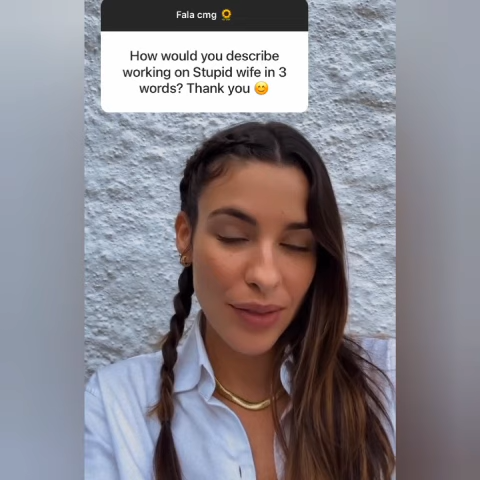 Fala cmg 🌻
How would you describe
working on Stupid wife in 3
words? Thank you 😊